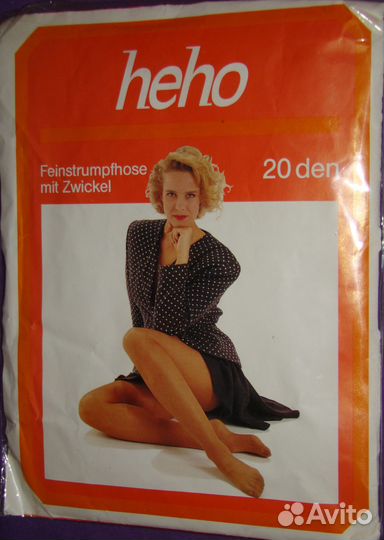 heho
Feinstrumpfhose
mit Zwickel
20 den
Avito